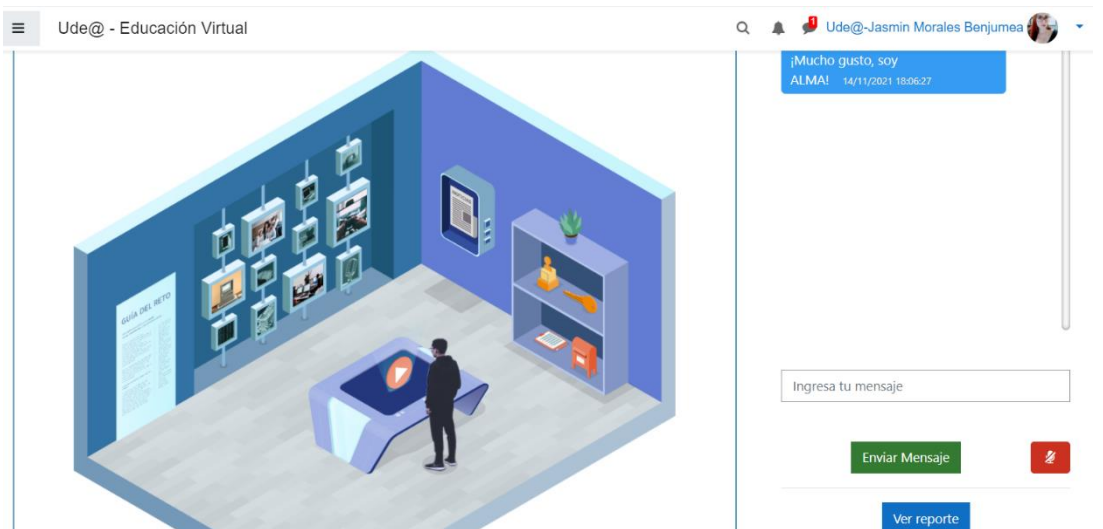 Ude@ - Educación Virtual
1
Ude@-Jasmin Morales Benjumea
¡Mucho gusto, soy
ALMA! 14/11/2021 18:06:27
GUÍA DEL RETO
Ingresa tu mensaje
Enviar Mensaje
Ver reporte